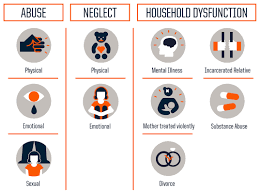 ABUSE
Physical
Emotional
Sexual
NEGLECT
Physical
Emotional
HOUSEHOLD DYSFUNCTION
Mental Illness
Incarcerated Relative
Mother treated violently
Substance Abuse
Divorce